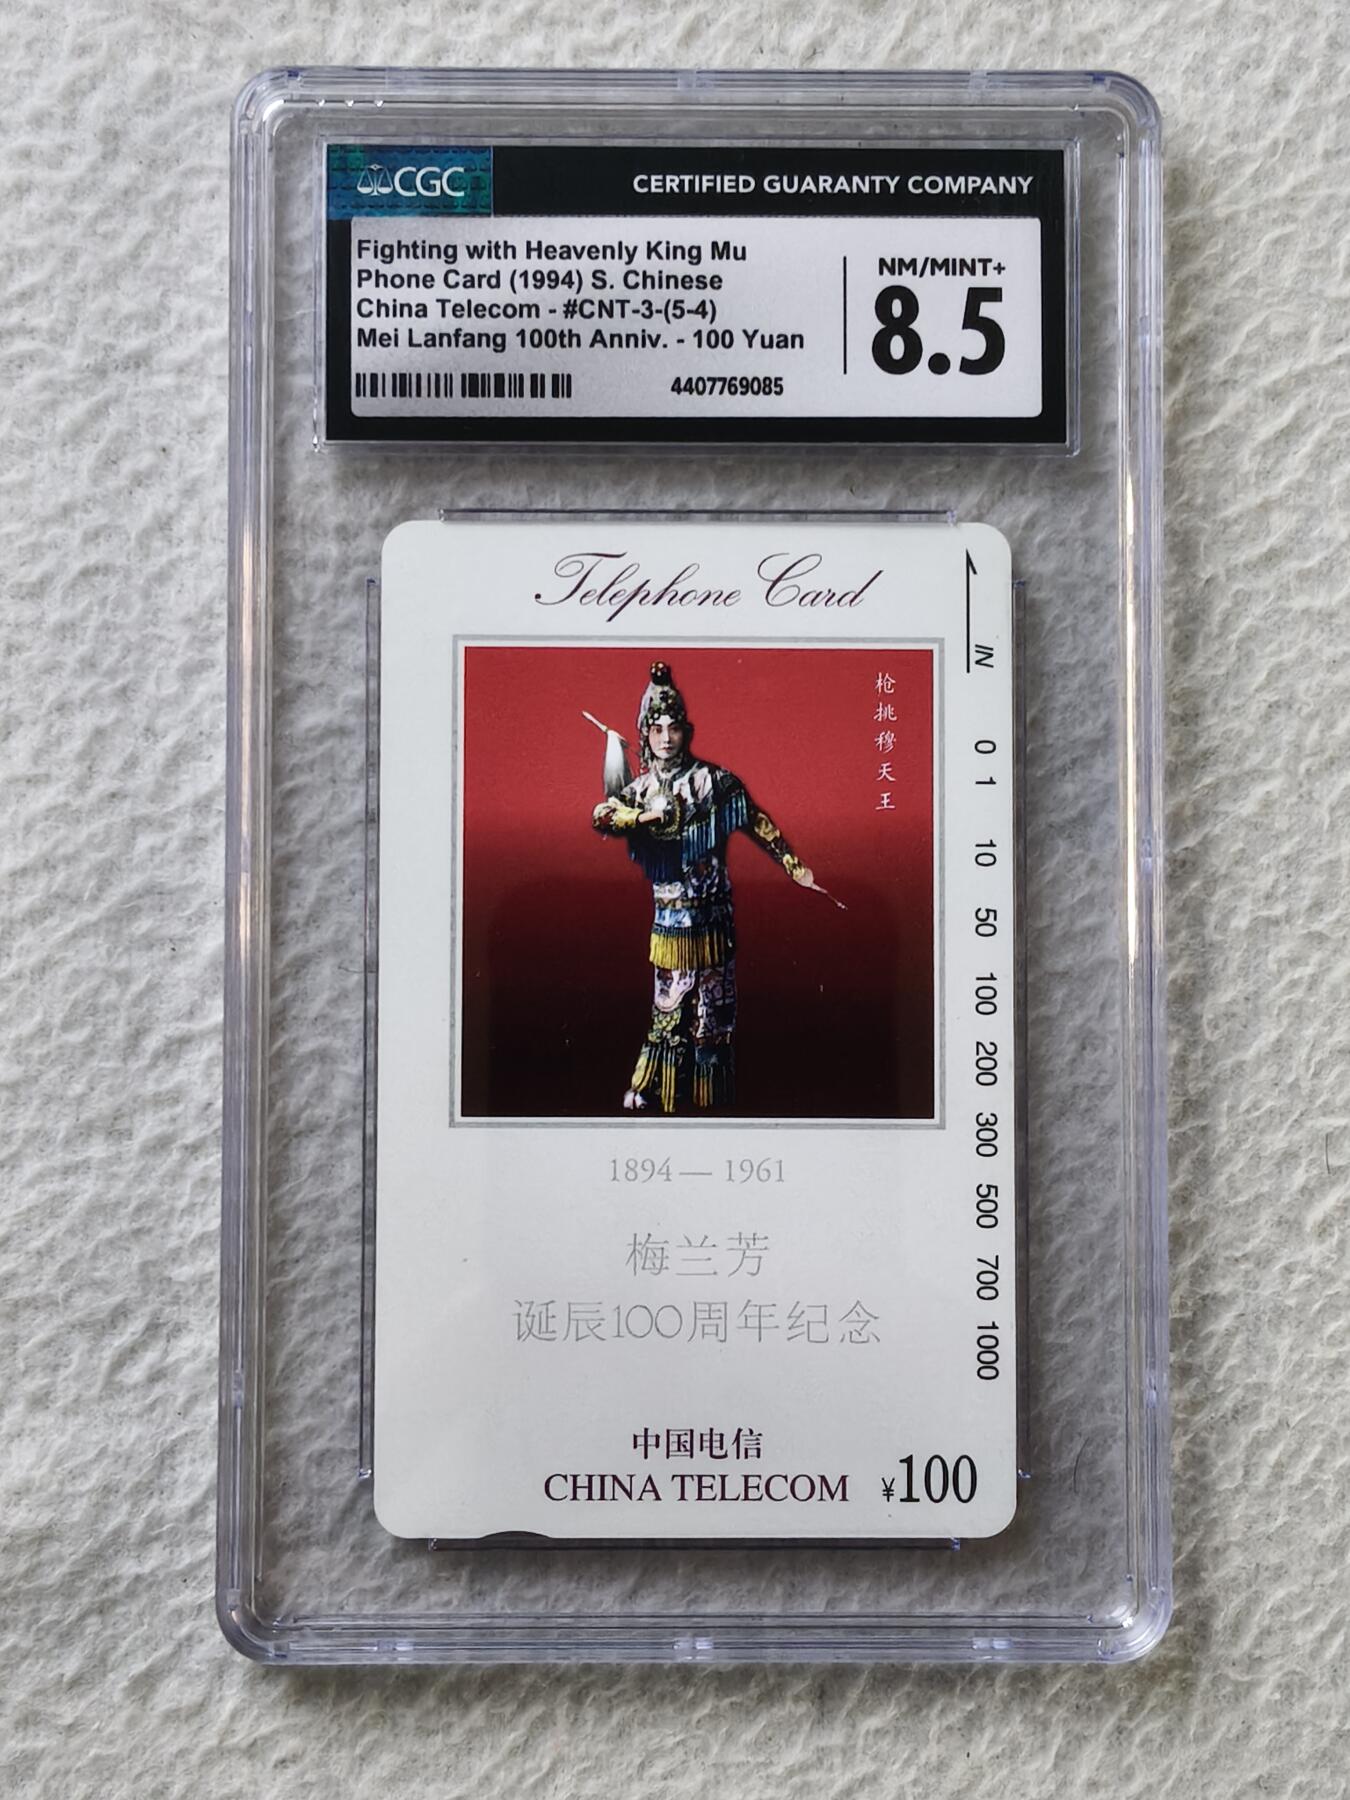 CGC
CERTIFIED GUARANTY COMPANY
Fighting with Heavenly King Mu
Phone Card (1994) S. Chinese
China Telecom - #CNT-3-(5-4)
Mei Lanfang 100th Anniv. - 100 Yuan
4407769085
NM/MINT+
8.5
Telephone Card
枪挑穆天王
IN 0 1 10 50 100 200 300 500 700 1000
1894—1961
梅兰芳
诞辰100周年纪念
中国电信
CHINA TELECOM ¥100